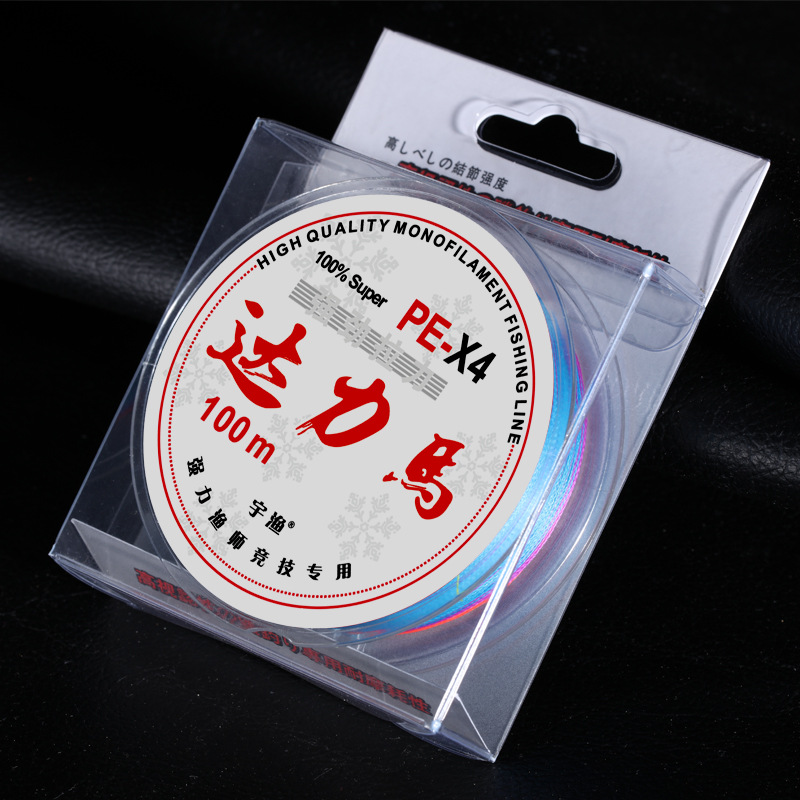 高しべしの結節强度
HIGH QUALITY MONOFILAMENT FISHING LINE
100% Super
PE-X4
达力馬
100m
宇渔®
强力渔师竞技专用